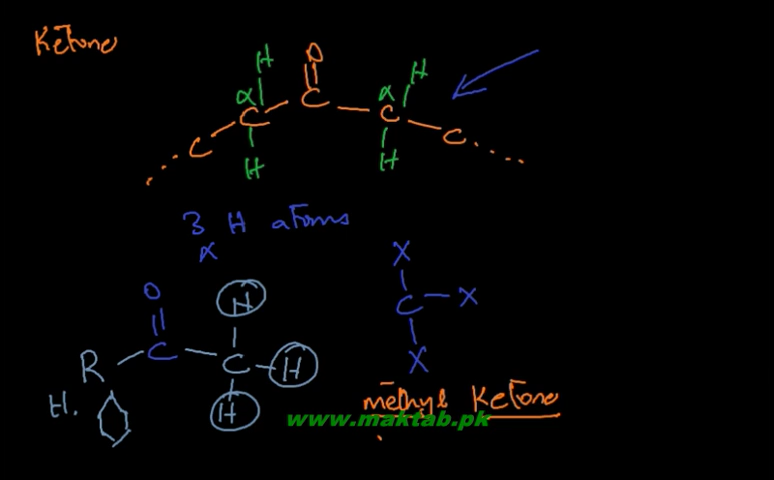 Ketone
H O H
α C α
C C C C
H H
3 H atoms
α X
O H C X
R C C H X
H. H methyl Ketone
www.maktab.pk